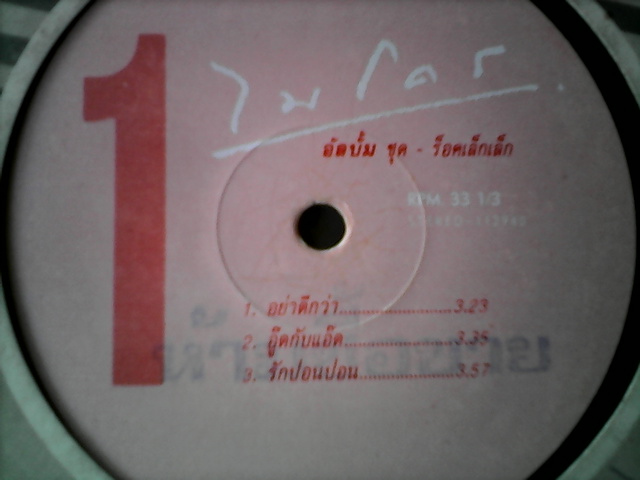 1
ไมโคร
อัลบั้ม ชุด - ร็อคเล็กเล็ก
RPM 33 1/3
1. อย่าดีกว่า.........................3.23
2. อู๊ดกับแอ๊ด.........................3.35
3. รักปอนปอน.........................3.57